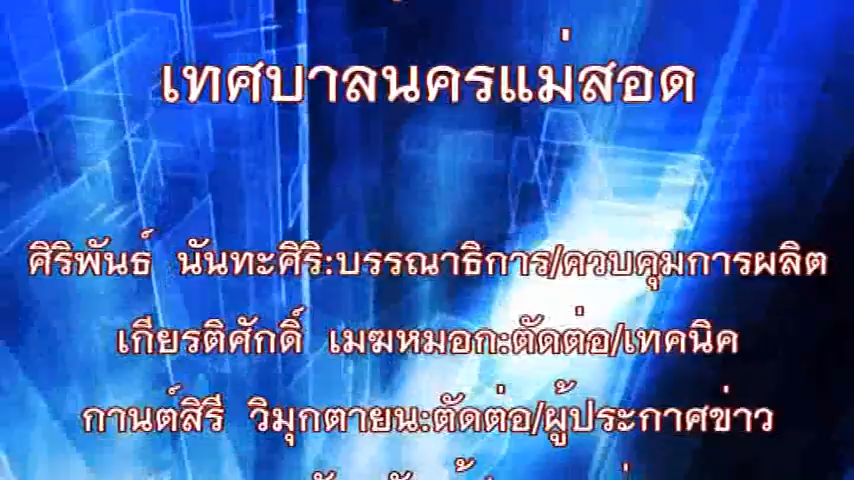 เทศบาลนครแม่สอด
ศิริพันธ์ นันทะศิริ:บรรณาธิการ/ควบคุมการผลิต
เกียรติศักดิ์ เมฆหมอก:ตัดต่อ/เทคนิค
กานต์สิรี วิมุกตายน:ตัดต่อ/ผู้ประกาศข่าว